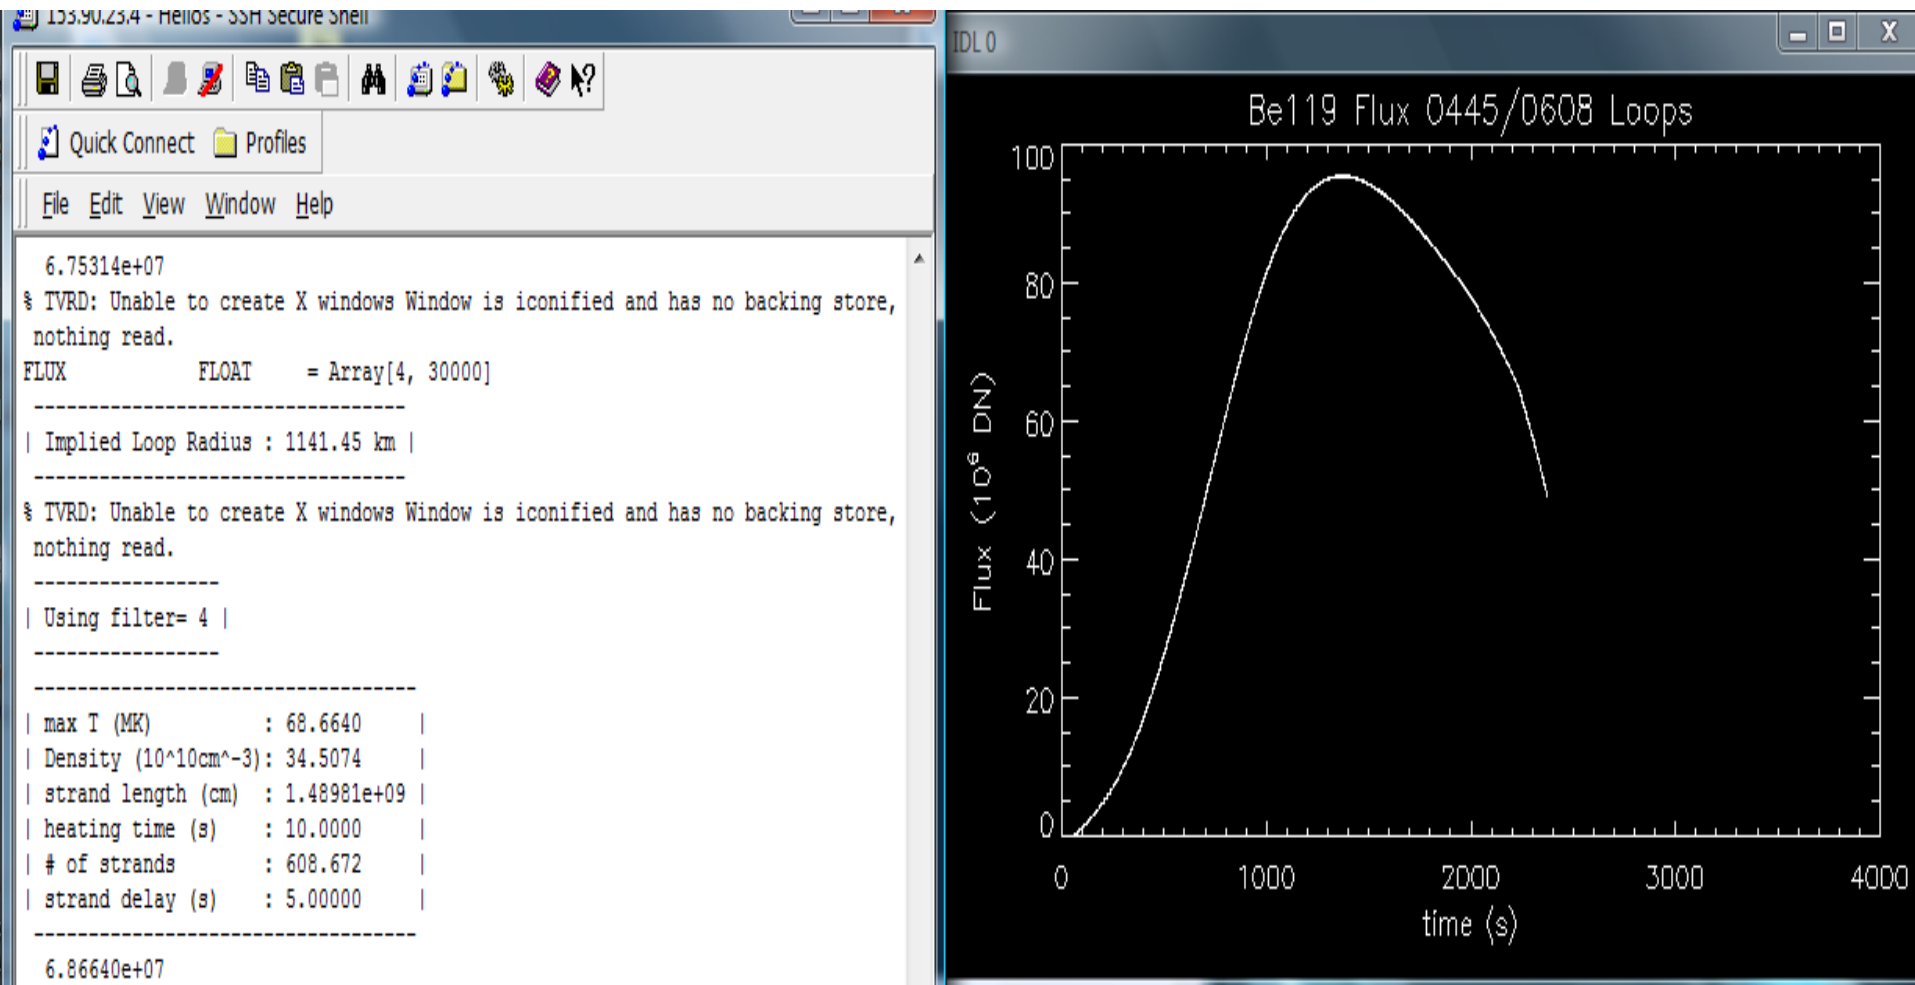 153.90.23.4 - Helios - SSH Secure Shell
Quick Connect Profiles
File Edit View Window Help
6.75314e+07
% TVRD: Unable to create X windows Window is iconified and has no backing store,
nothing read.
FLUX FLOAT = Array[4, 30000]
----------------------------------
| Implied Loop Radius : 1141.45 km |
----------------------------------
% TVRD: Unable to create X windows Window is iconified and has no backing store,
nothing read.
-----------------
| Using filter= 4 |
-----------------
-----------------------------------
| max T (MK) : 68.6640 |
| Density (10^10cm^-3): 34.5074 |
| strand length (cm) : 1.48981e+09 |
| heating time (s) : 10.0000 |
| # of strands : 608.672 |
| strand delay (s) : 5.00000 |
-----------------------------------
6.86640e+07
IDL 0
Be119 Flux 0445/0608 Loops
100
80
60
40
20
0
Flux (10⁶ DN)
0 1000 2000 3000 4000
time (s)